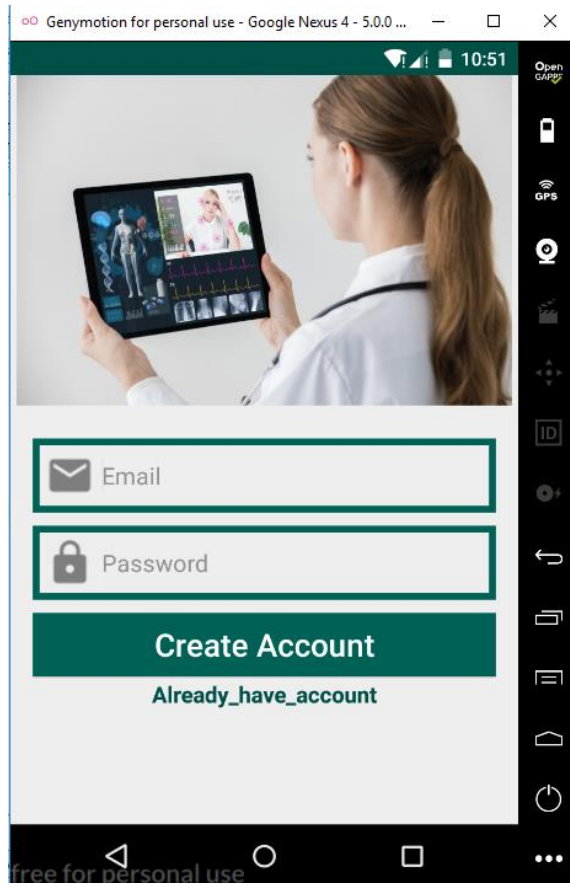 Genymotion for personal use - Google Nexus 4 - 5.0.0 ...
10:51
Open
GAPPS
GPS
ID
Email
Password
Create Account
Already_have_account
free for personal use